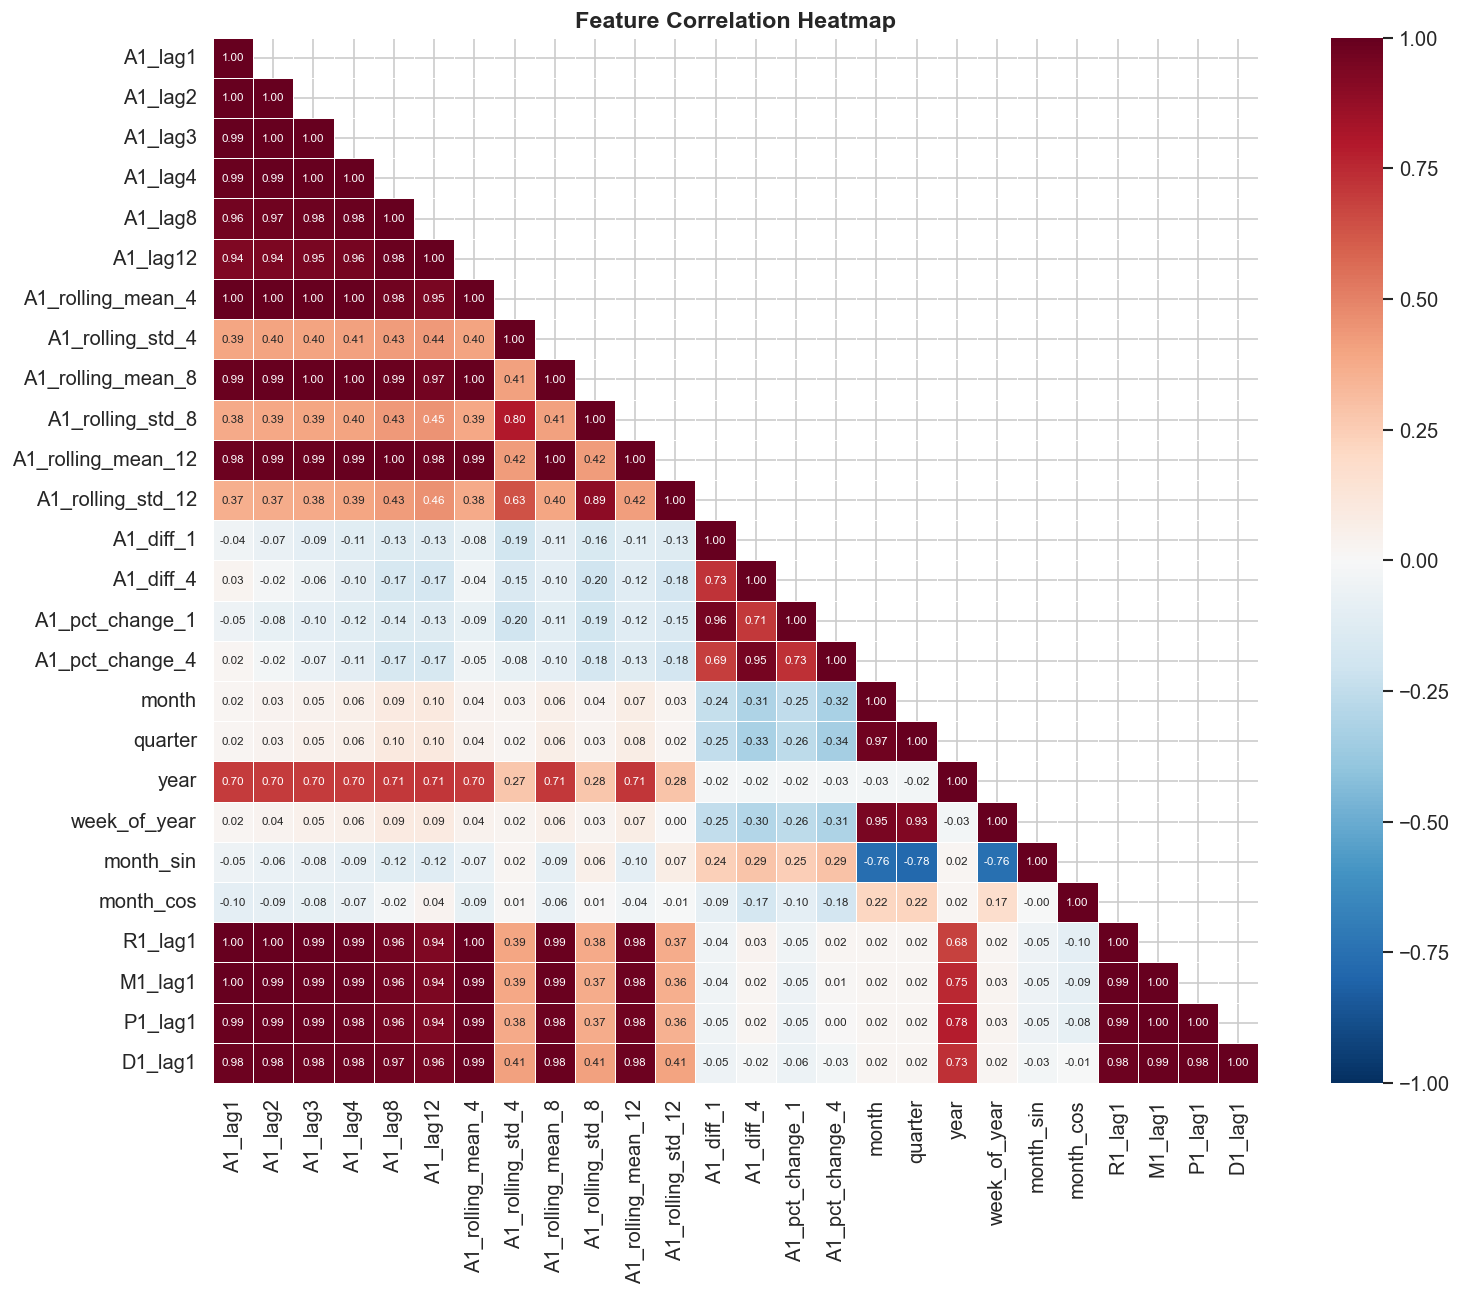 Feature Correlation Heatmap
A1_lag1 1.00
A1_lag2 1.00 1.00
A1_lag3 0.99 1.00 1.00
A1_lag4 0.99 0.99 1.00 1.00
A1_lag8 0.96 0.97 0.98 0.98 1.00
A1_lag12 0.94 0.94 0.95 0.96 0.98 1.00
A1_rolling_mean_4 1.00 1.00 1.00 1.00 0.98 0.95 1.00
A1_rolling_std_4 0.39 0.40 0.40 0.41 0.43 0.44 0.40 1.00
A1_rolling_mean_8 0.99 0.99 1.00 1.00 0.99 0.97 1.00 0.41 1.00
A1_rolling_std_8 0.38 0.39 0.39 0.40 0.43 0.45 0.39 0.80 0.41 1.00
A1_rolling_mean_12 0.98 0.99 0.99 0.99 1.00 0.98 0.99 0.42 1.00 0.42 1.00
A1_rolling_std_12 0.37 0.37 0.38 0.39 0.43 0.46 0.38 0.63 0.40 0.89 0.42 1.00
A1_diff_1 -0.04 -0.07 -0.09 -0.11 -0.13 -0.13 -0.08 -0.19 -0.11 -0.16 -0.11 -0.13 1.00
A1_diff_4 0.03 -0.02 -0.06 -0.10 -0.17 -0.17 -0.04 -0.15 -0.10 -0.20 -0.12 -0.18 0.73 1.00
A1_pct_change_1 -0.05 -0.08 -0.10 -0.12 -0.14 -0.13 -0.09 -0.20 -0.11 -0.19 -0.12 -0.15 0.96 0.71 1.00
A1_pct_change_4 0.02 -0.02 -0.07 -0.11 -0.17 -0.17 -0.05 -0.08 -0.10 -0.18 -0.13 -0.18 0.69 0.95 0.73 1.00
month 0.02 0.03 0.05 0.06 0.09 0.10 0.04 0.03 0.06 0.04 0.07 0.03 -0.24 -0.31 -0.25 -0.32 1.00
quarter 0.02 0.03 0.05 0.06 0.10 0.10 0.04 0.02 0.06 0.03 0.08 0.02 -0.25 -0.33 -0.26 -0.34 0.97 1.00
year 0.70 0.70 0.70 0.70 0.71 0.71 0.70 0.27 0.71 0.28 0.71 0.28 -0.02 -0.02 -0.02 -0.03 -0.03 -0.02 1.00
week_of_year 0.02 0.04 0.05 0.06 0.09 0.09 0.04 0.02 0.06 0.03 0.07 0.00 -0.25 -0.30 -0.26 -0.31 0.95 0.93 -0.03 1.00
month_sin -0.05 -0.06 -0.08 -0.09 -0.12 -0.12 -0.07 0.02 -0.09 0.06 -0.10 0.07 0.24 0.29 0.25 0.29 -0.76 -0.78 0.02 -0.76 1.00
month_cos -0.10 -0.09 -0.08 -0.07 -0.02 0.04 -0.09 0.01 -0.06 0.01 -0.04 -0.01 -0.09 -0.17 -0.10 -0.18 0.22 0.22 0.02 0.17 -0.00 1.00
R1_lag1 1.00 1.00 0.99 0.99 0.96 0.94 1.00 0.39 0.99 0.38 0.98 0.37 -0.04 0.03 -0.05 0.02 0.02 0.02 0.68 0.02 -0.05 -0.10 1.00
M1_lag1 1.00 0.99 0.99 0.99 0.96 0.94 0.99 0.39 0.99 0.37 0.98 0.36 -0.04 0.02 -0.05 0.01 0.02 0.02 0.75 0.03 -0.05 -0.09 0.99 1.00
P1_lag1 0.99 0.99 0.99 0.98 0.96 0.94 0.99 0.38 0.98 0.37 0.98 0.36 -0.05 0.02 -0.05 0.00 0.02 0.02 0.78 0.03 -0.05 -0.08 0.99 1.00 1.00
D1_lag1 0.98 0.98 0.98 0.98 0.97 0.96 0.99 0.41 0.98 0.41 0.98 0.41 -0.05 -0.02 -0.06 -0.03 0.02 0.02 0.73 0.02 -0.03 -0.01 0.98 0.99 0.98 1.00
A1_lag1
A1_lag2
A1_lag3
A1_lag4
A1_lag8
A1_lag12
A1_rolling_mean_4
A1_rolling_std_4
A1_rolling_mean_8
A1_rolling_std_8
A1_rolling_mean_12
A1_rolling_std_12
A1_diff_1
A1_diff_4
A1_pct_change_1
A1_pct_change_4
month
quarter
year
week_of_year
month_sin
month_cos
R1_lag1
M1_lag1
P1_lag1
D1_lag1
1.00
0.75
0.50
0.25
0.00
−0.25
−0.50
−0.75
−1.00